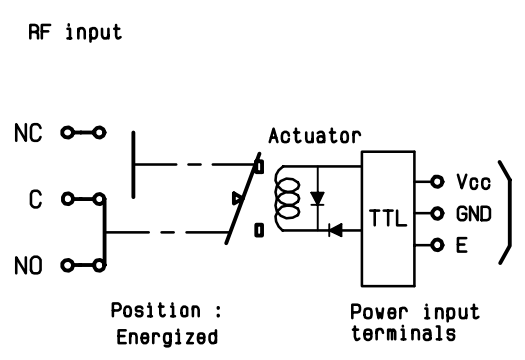 RF input
NC
Actuator
C
Vcc
GND
TTL
E
NO
Position :
Energized
Power input
terminals